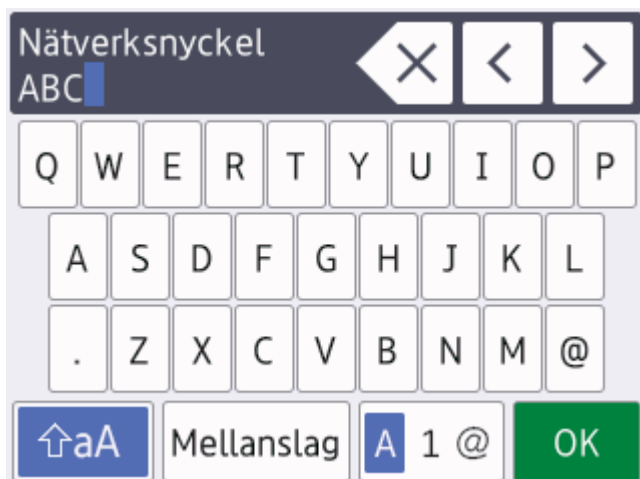 Nätverksnyckel
ABC
Q W E R T Y U I O P
A S D F G H J K L
. Z X C V B N M @
aA Mellanslag A 1 @ OK